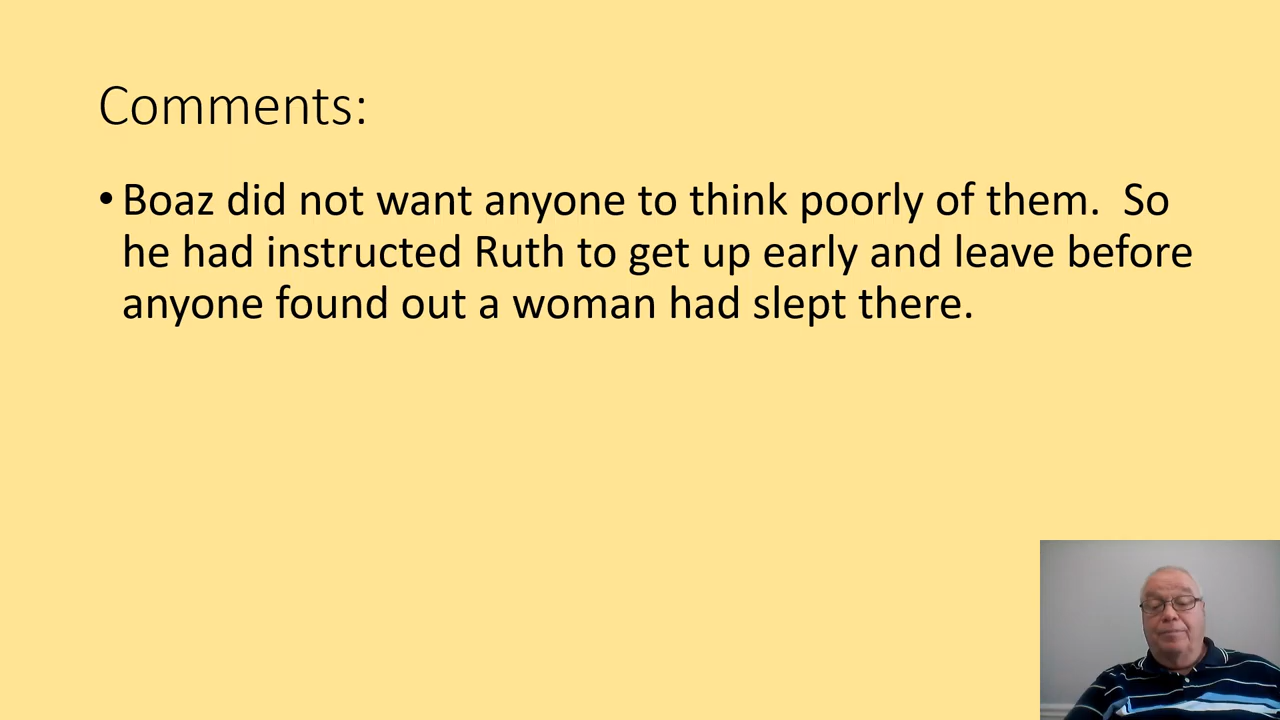 Comments:
• Boaz did not want anyone to think poorly of them.  So
he had instructed Ruth to get up early and leave before
anyone found out a woman had slept there.